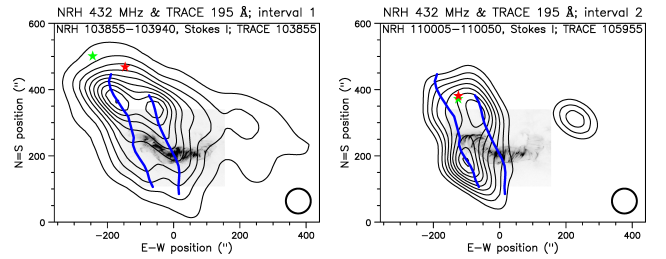 NRH 432 MHz & TRACE 195 Å; interval 1
NRH 103855-103940, Stokes I; TRACE 103855
600
400
200
0
N=S position (")
-200 0 200 400
E-W position (")
NRH 432 MHz & TRACE 195 Å; interval 2
NRH 110005-110050, Stokes I; TRACE 105955
600
400
200
0
N=S position (")
-200 0 200 400
E-W position (")